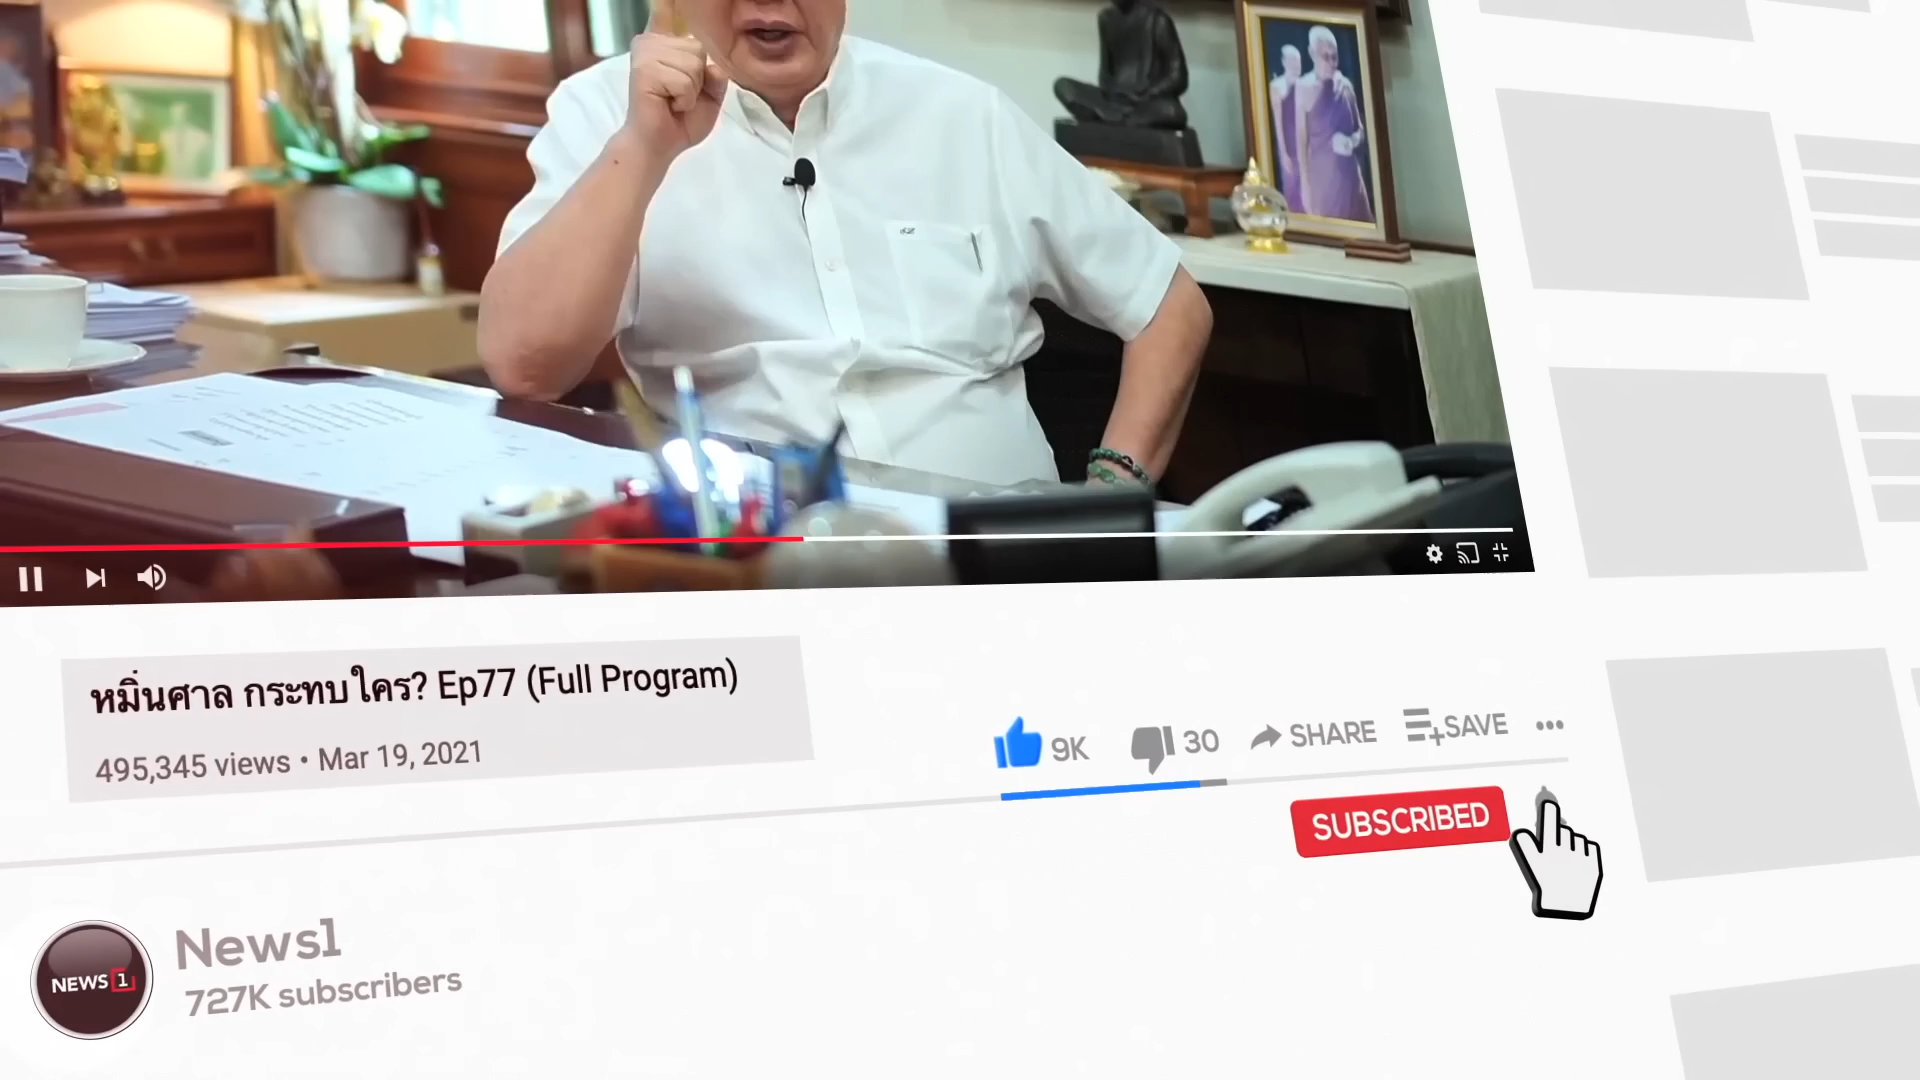 หมิ่นศาล กระทบใคร? Ep77 (Full Program)
495,345 views • Mar 19, 2021
9K
30
SHARE
SAVE
SUBSCRIBED
NEWS 1
News1
727K subscribers